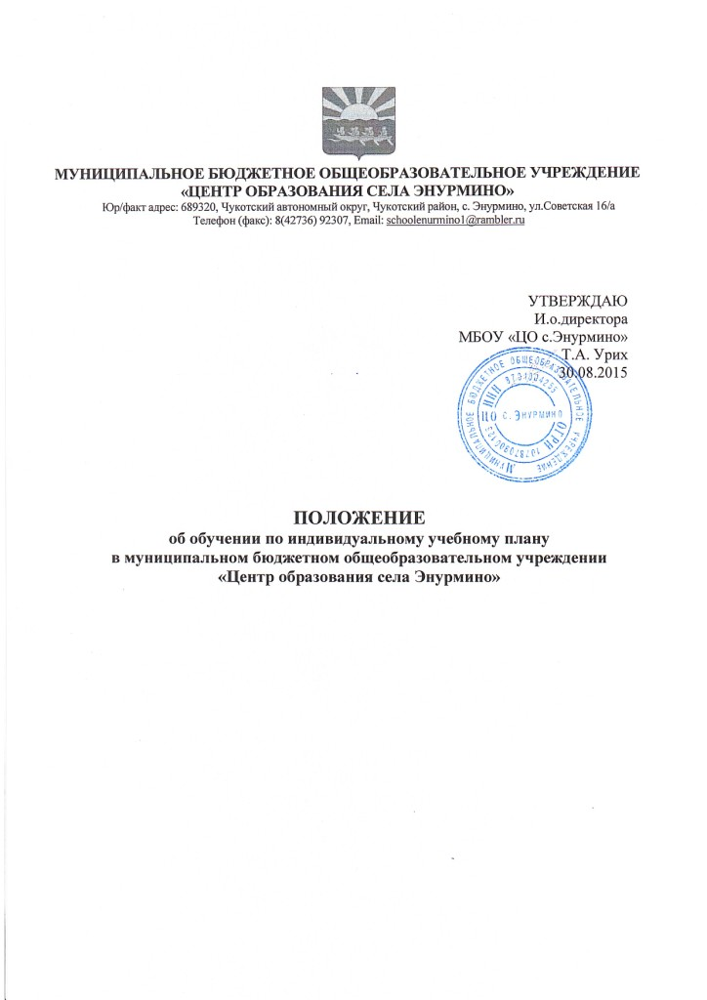 МУНИЦИПАЛЬНОЕ БЮДЖЕТНОЕ ОБЩЕОБРАЗОВАТЕЛЬНОЕ УЧРЕЖДЕНИЕ
«ЦЕНТР ОБРАЗОВАНИЯ СЕЛА ЭНУРМИНО»
Юр/факт адрес: 689320, Чукотский автономный округ, Чукотский район, с. Энурмино, ул.Советская 16/а
Телефон (факс): 8(42736) 92307, Email: schoolenurmino1@rambler.ru
УТВЕРЖДАЮ
И.о.директора
МБОУ «ЦО с.Энурмино»
Т.А. Урих
30.08.2015
МУНИЦИПАЛЬНОЕ БЮДЖЕТНОЕ ОБЩЕОБРАЗОВАТЕЛЬНОЕ УЧРЕЖДЕНИЕ
ИНН
ЦО с. Энурмино
ОГРН
ПОЛОЖЕНИЕ
об обучении по индивидуальному учебному плану
в муниципальном бюджетном общеобразовательном учреждении
«Центр образования села Энурмино»